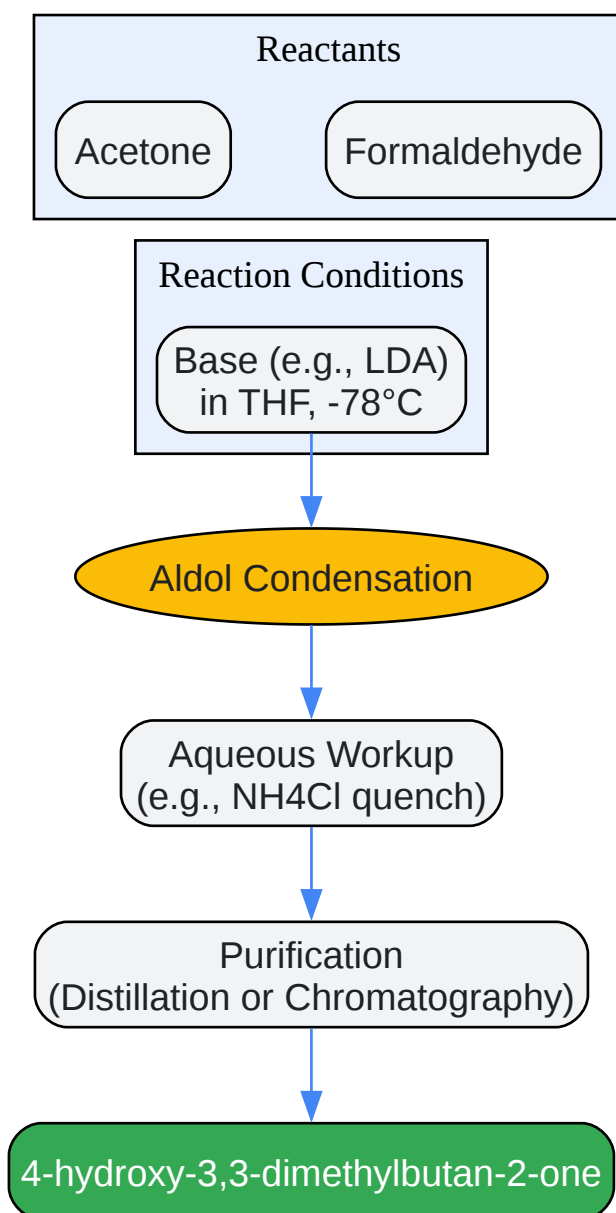 Reactants
Acetone
Formaldehyde
Reaction Conditions
Base (e.g., LDA)
in THF, -78°C
Aldol Condensation
Aqueous Workup
(e.g., NH4Cl quench)
Purification
(Distillation or Chromatography)
4-hydroxy-3,3-dimethylbutan-2-one